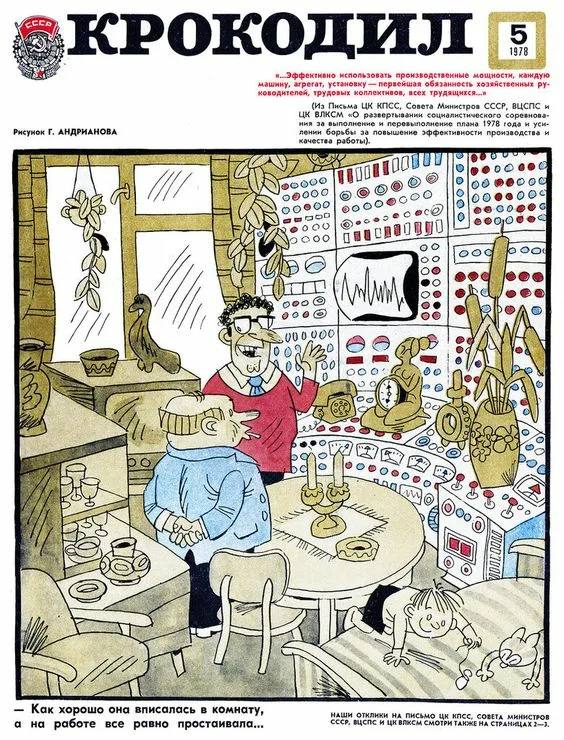 СССР
КРОКОДИЛ
5
1978
«...Эффективно использовать производственные мощности, каждую
машину, агрегат, установку — первейшая обязанность хозяйственных ру-
ководителей, трудовых коллективов, всех трудящихся...»
(Из Письма ЦК КПСС, Совета Министров СССР, ВЦСПС и
ЦК ВЛКСМ «О развертывании социалистического соревнова-
ния за выполнение и перевыполнение плана 1978 года и уси-
лении борьбы за повышение эффективности производства и
качества работы).
Рисунок Г. АНДРИАНОВА
— Как хорошо она вписалась в комнату,
а на работе все равно простаивала...
НАШИ ОТКЛИКИ НА ПИСЬМО ЦК КПСС, СОВЕТА МИНИСТРОВ
СССР, ВЦСПС И ЦК ВЛКСМ СМОТРИ ТАКЖЕ НА СТРАНИЦАХ 2—3.